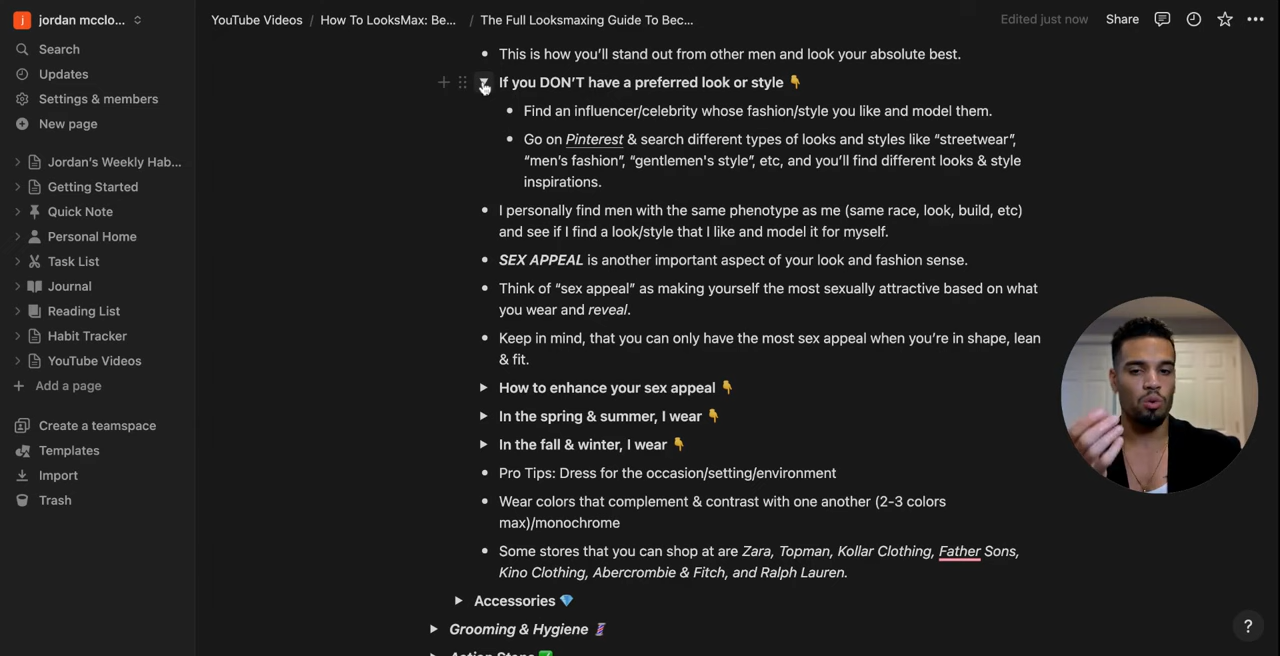 j jordan mcclo...
Search
Updates
Settings & members
New page
Jordan's Weekly Hab...
Getting Started
Quick Note
Personal Home
Task List
Journal
Reading List
Habit Tracker
YouTube Videos
Add a page
Create a teamspace
Templates
Import
Trash
YouTube Videos / How To LooksMax: Be... / The Full Looksmaxing Guide To Bec...
Edited just now Share
This is how you'll stand out from other men and look your absolute best.
If you DON'T have a preferred look or style 👇
Find an influencer/celebrity whose fashion/style you like and model them.
Go on Pinterest & search different types of looks and styles like "streetwear",
"men's fashion", "gentlemen's style", etc, and you'll find different looks & style
inspirations.
I personally find men with the same phenotype as me (same race, look, build, etc)
and see if I find a look/style that I like and model it for myself.
SEX APPEAL is another important aspect of your look and fashion sense.
Think of "sex appeal" as making yourself the most sexually attractive based on what
you wear and reveal.
Keep in mind, that you can only have the most sex appeal when you're in shape, lean
& fit.
How to enhance your sex appeal 👇
In the spring & summer, I wear 👇
In the fall & winter, I wear 👇
Pro Tips: Dress for the occasion/setting/environment
Wear colors that complement & contrast with one another (2-3 colors
max)/monochrome
Some stores that you can shop at are Zara, Topman, Kollar Clothing, Father Sons,
Kino Clothing, Abercrombie & Fitch, and Ralph Lauren.
Accessories 💎
Grooming & Hygiene 💈
Action Steps ✅
?